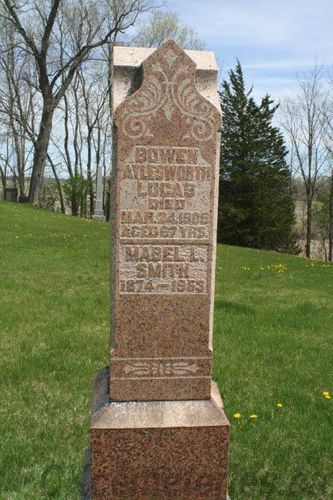 BOWEN
AYLESWORTH
LUCAS
DIED
MAR. 24. 1906
AGED 67 YRS.
MABEL L.
SMITH
1874 — 1953